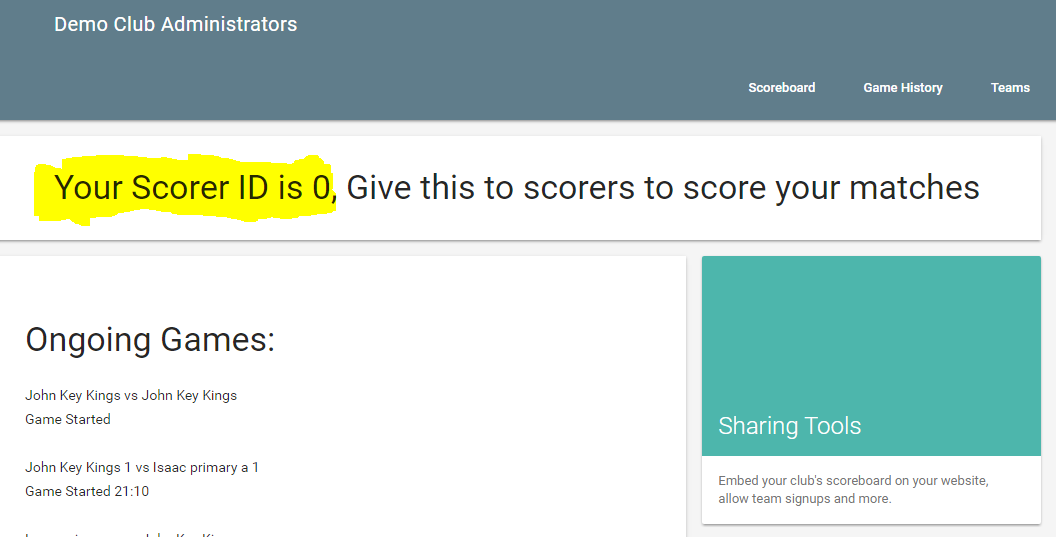 Demo Club Administrators
Scoreboard Game History Teams
Your Scorer ID is 0, Give this to scorers to score your matches
Ongoing Games:
John Key Kings vs John Key Kings
Game Started
John Key Kings 1 vs Isaac primary a 1
Game Started 21:10
Sharing Tools
Embed your club's scoreboard on your website,
allow team signups and more.